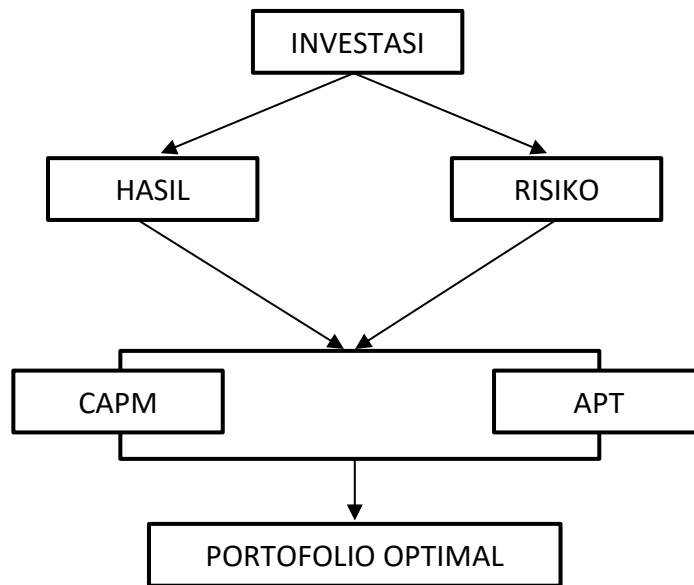 INVESTASI
HASIL
RISIKO
CAPM
APT
PORTOFOLIO OPTIMAL